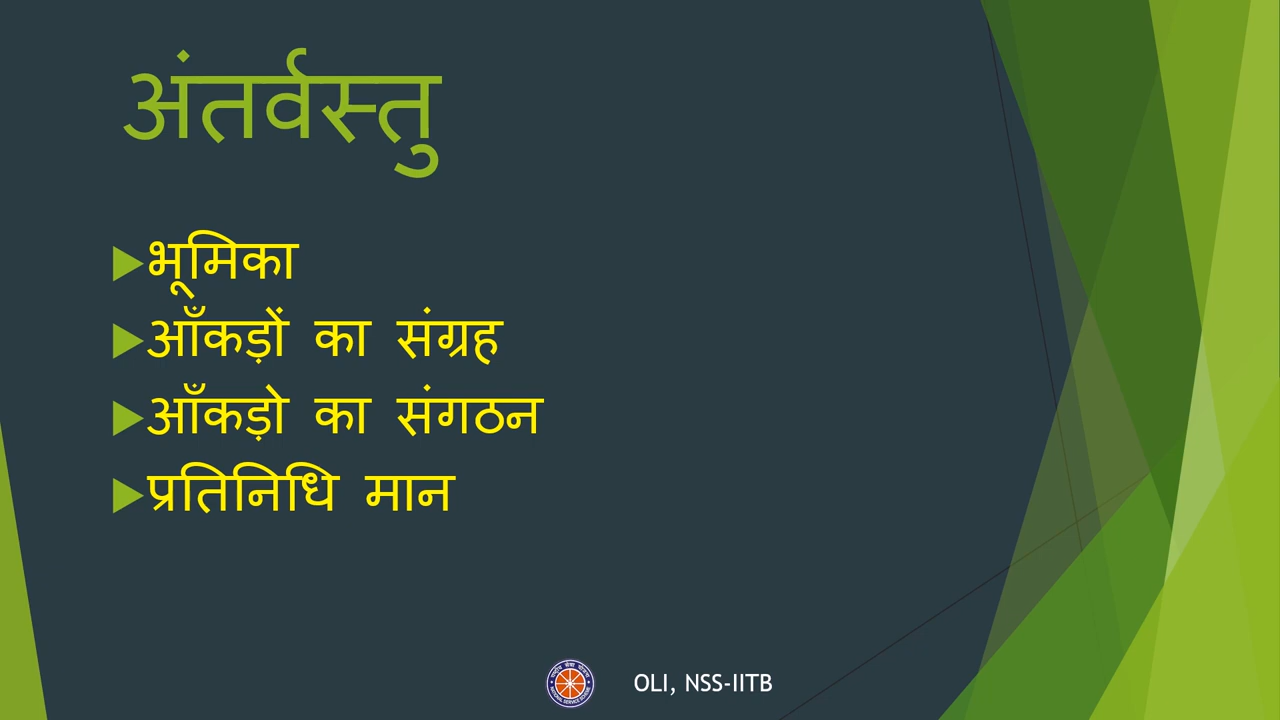 अंतर्वस्तु
भूमिका
आँकड़ों का संग्रह
आँकड़ो का संगठन
प्रतिनिधि मान
OLI, NSS-IITB